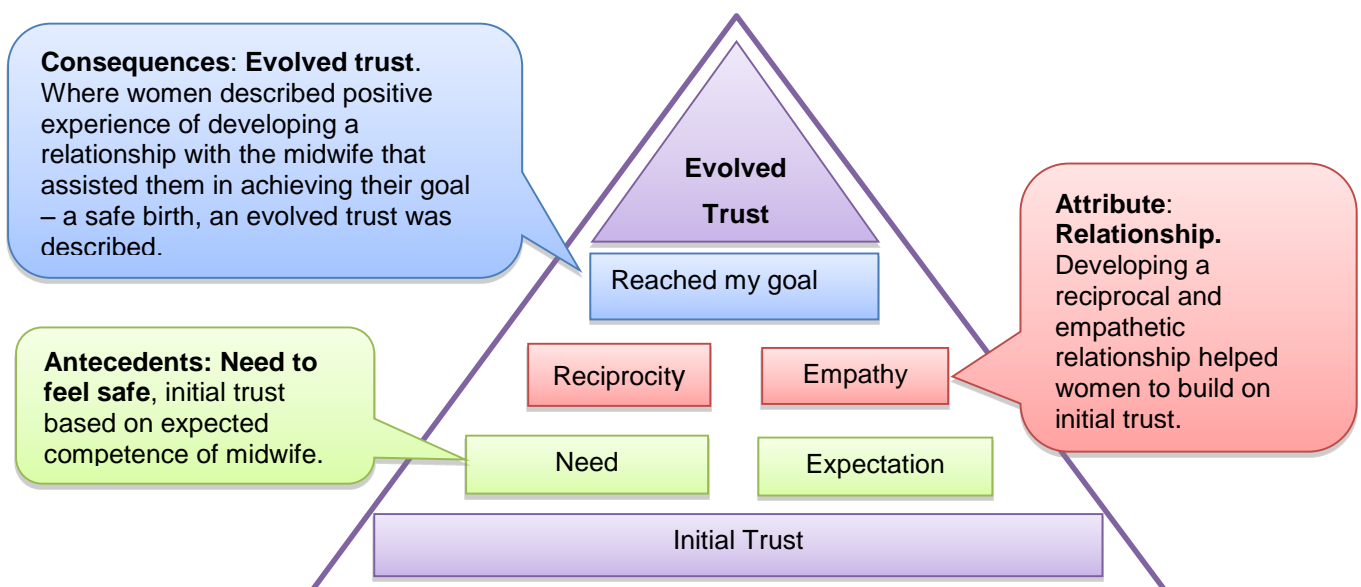 Consequences: Evolved trust.
Where women described positive
experience of developing a
relationship with the midwife that
assisted them in achieving their goal
– a safe birth, an evolved trust was
described.
Evolved
Trust
Reached my goal
Attribute:
Relationship.
Developing a
reciprocal and
empathetic
relationship helped
women to build on
initial trust.
Antecedents: Need to
feel safe, initial trust
based on expected
competence of midwife.
Reciprocity
Empathy
Need
Expectation
Initial Trust